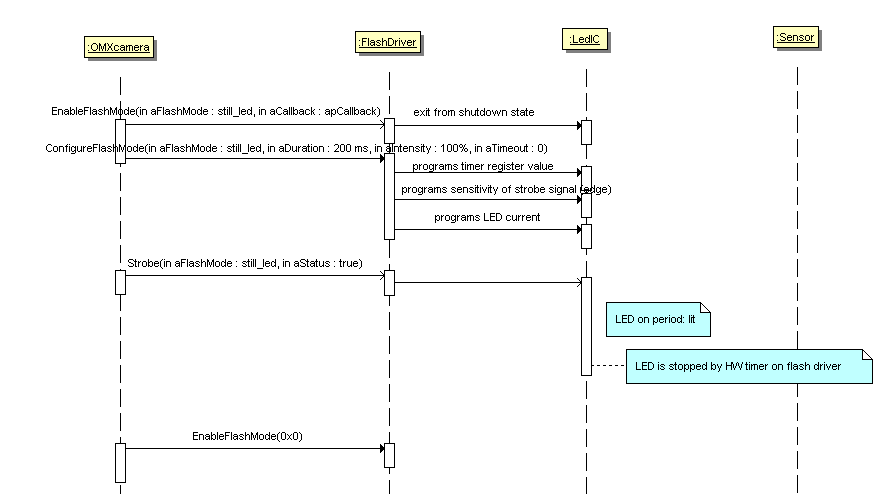 :OMXcamera
:FlashDriver
:LedIC
:Sensor
EnableFlashMode(in aFlashMode : still_led, in aCallback : apCallback)
exit from shutdown state
ConfigureFlashMode(in aFlashMode : still_led, in aDuration : 200 ms, in aIntensity : 100%, in aTimeout : 0)
programs timer register value
programs sensitivity of strobe signal (edge)
programs LED current
Strobe(in aFlashMode : still_led, in aStatus : true)
LED on period: lit
LED is stopped by HW timer on flash driver
EnableFlashMode(0x0)